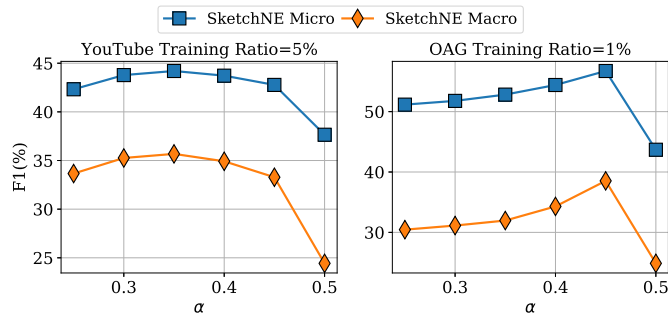 SketchNE Micro SketchNE Macro
YouTube Training Ratio=5%
45
40
35
30
25
F1(%)
0.3 0.4 0.5
α
OAG Training Ratio=1%
50
40
30
0.3 0.4 0.5
α